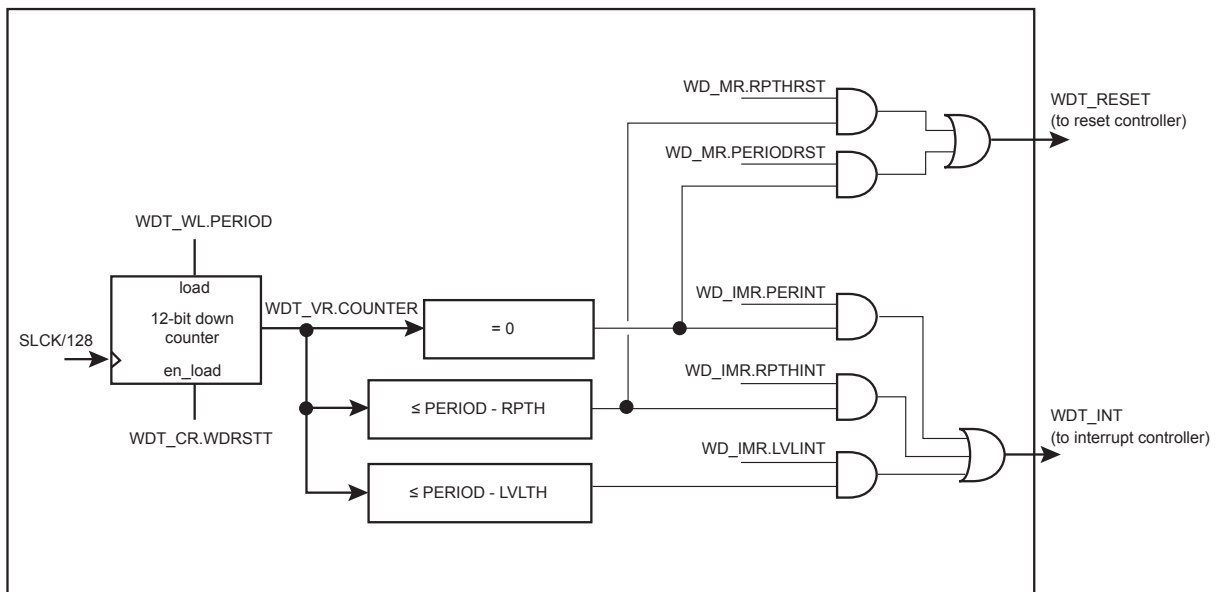 WD_MR.RPTHRST
WDT_RESET
(to reset controller)
WD_MR.PERIODRST
WDT_WL.PERIOD
load
12-bit down
counter
en_load
SLCK/128
WDT_CR.WDRSTT
WDT_VR.COUNTER
= 0
≤ PERIOD - RPTH
≤ PERIOD - LVLTH
WD_IMR.PERINT
WD_IMR.RPTHINT
WD_IMR.LVLINT
WDT_INT
(to interrupt controller)